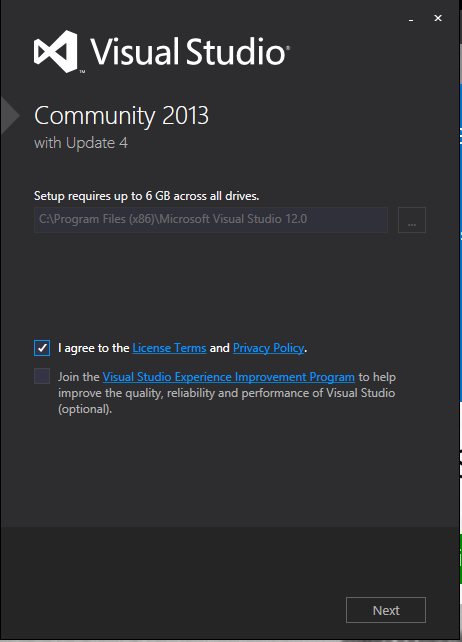 Visual Studio®
™
Community 2013
with Update 4
Setup requires up to 6 GB across all drives.
C:\Program Files (x86)\Microsoft Visual Studio 12.0
...
I agree to the License Terms and Privacy Policy.
Join the Visual Studio Experience Improvement Program to help
improve the quality, reliability and performance of Visual Studio
(optional).
Next